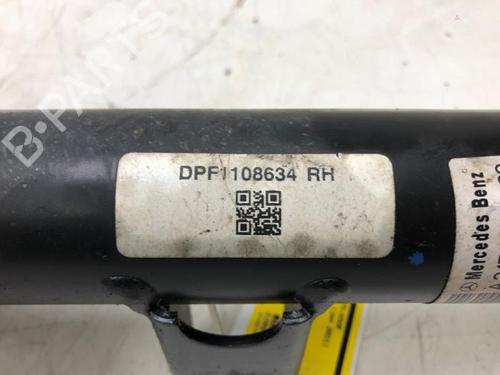 B-PARTS
DPF1108634 RH
Mercedes Benz